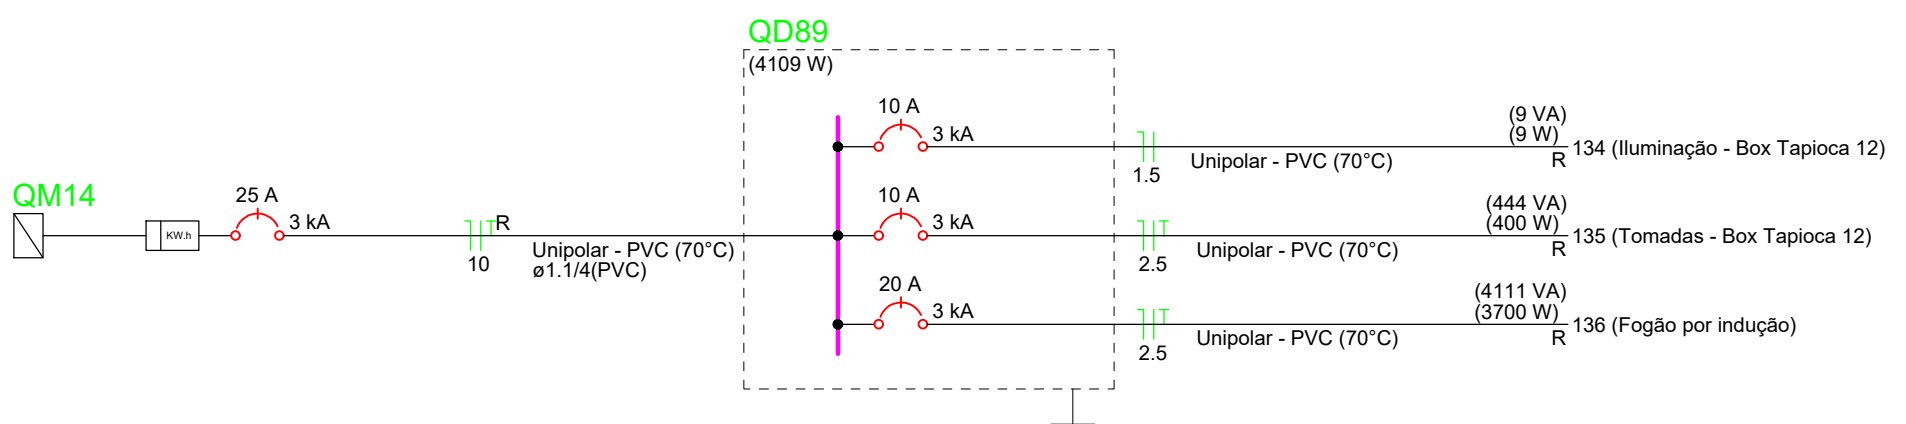 QD89
(4109 W)
10 A
3 kA
(9 VA)
(9 W)
R
134 (Iluminação - Box Tapioca 12)
1.5
Unipolar - PVC (70°C)
QM14
KW.h
25 A
3 kA
R
10
Unipolar - PVC (70°C)
ø1.1/4(PVC)
10 A
3 kA
(444 VA)
(400 W)
R
135 (Tomadas - Box Tapioca 12)
2.5
Unipolar - PVC (70°C)
20 A
3 kA
(4111 VA)
(3700 W)
R
136 (Fogão por indução)
2.5
Unipolar - PVC (70°C)